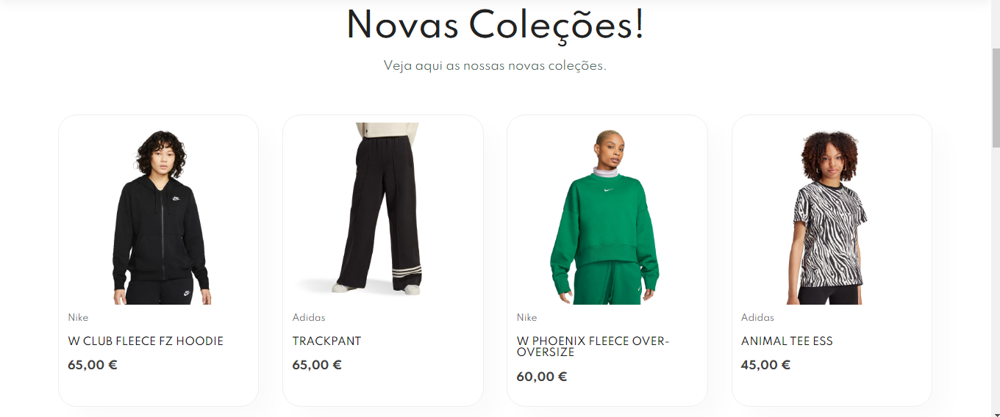 Novas Coleções!
Veja aqui as nossas novas coleções.
Nike
W CLUB FLEECE FZ HOODIE
65,00 €
Adidas
TRACKPANT
65,00 €
Nike
W PHOENIX FLEECE OVER-
OVERSIZE
60,00 €
Adidas
ANIMAL TEE ESS
45,00 €